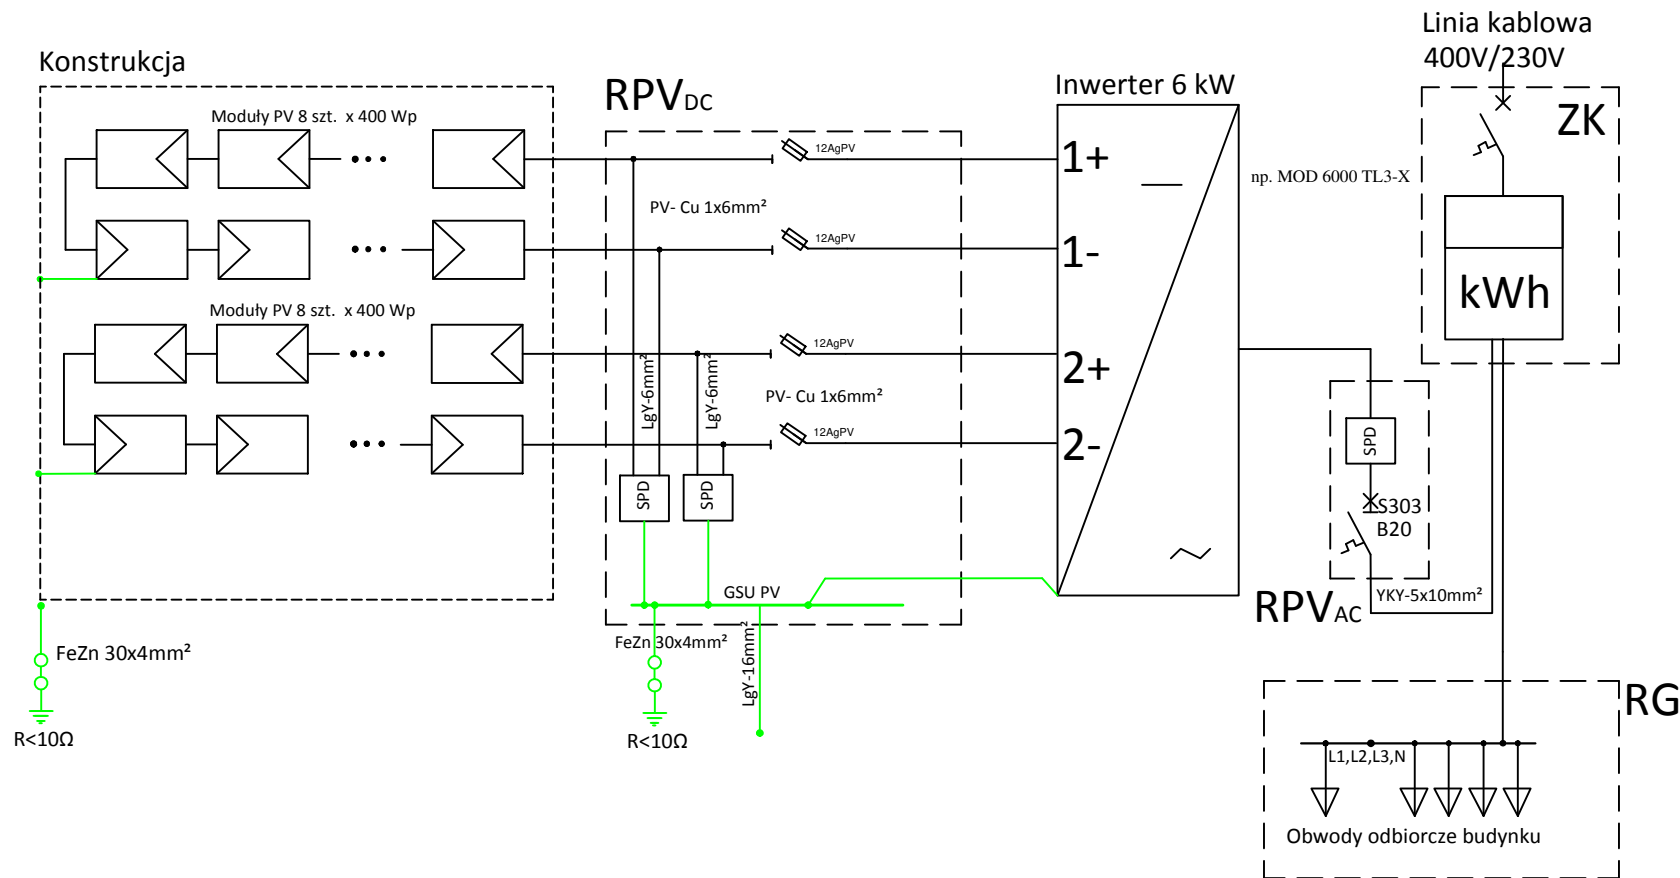 Linia kablowa
400V/230V
Konstrukcja
RPVDC
Inwerter 6 kW
ZK
Moduły PV 8 szt. x 400 Wp
12AgPV
1+
np. MOD 6000 TL3-X
PV- Cu 1x6mm²
12AgPV
1-
kWh
Moduły PV 8 szt. x 400 Wp
12AgPV
2+
LgY-6mm²
LgY-6mm²
PV- Cu 1x6mm²
12AgPV
2-
SPD
SPD
SPD
S303
B20
GSU PV
RPVAC
YKY-5x10mm²
FeZn 30x4mm²
FeZn 30x4mm²
LgY-16mm²
R<10Ω
R<10Ω
RG
L1,L2,L3,N
Obwody odbiorcze budynku